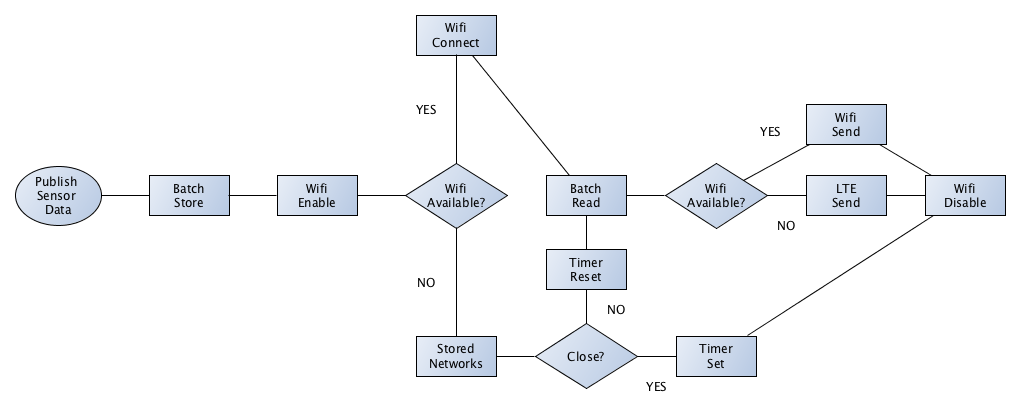 Wifi
Connect
YES
Wifi
Send
YES
Publish
Sensor
Data
Batch
Store
Wifi
Enable
Wifi
Available?
Batch
Read
Wifi
Available?
LTE
Send
Wifi
Disable
NO
Timer
Reset
NO
NO
Stored
Networks
Close?
Timer
Set
YES